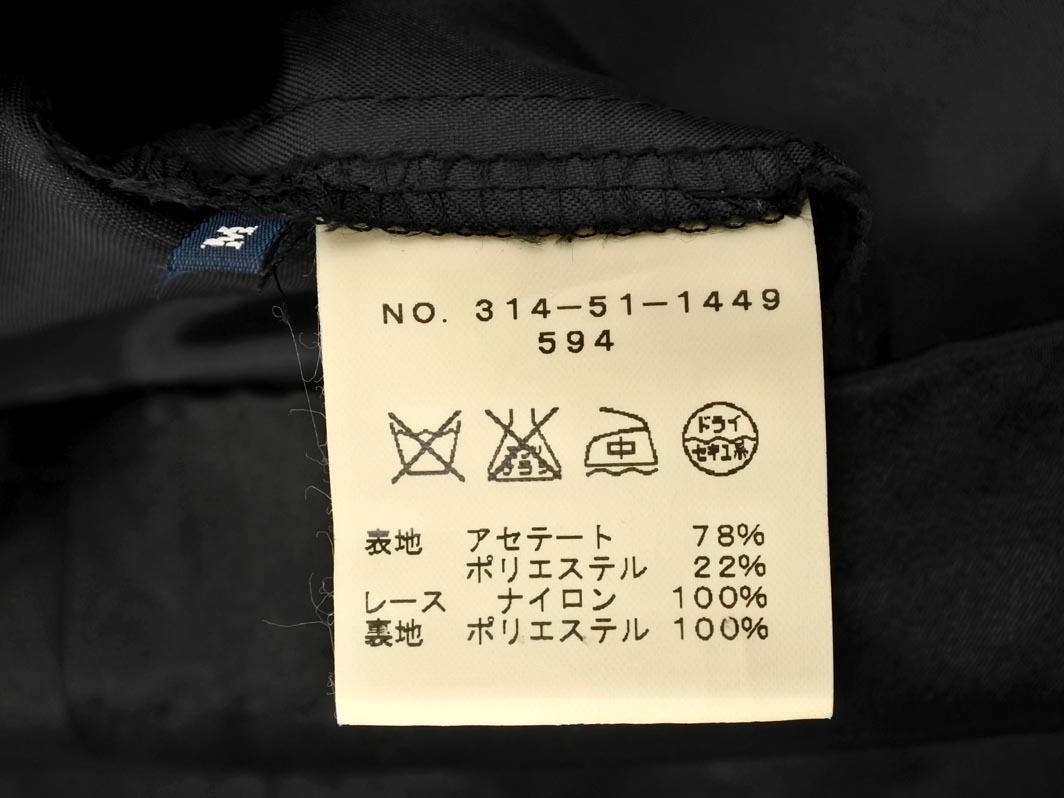 M
NO. 314-51-1449
594
中
ドライ
セキユ系
表地 アセテート 78%
ポリエステル 22%
レース ナイロン 100%
裏地 ポリエステル 100%